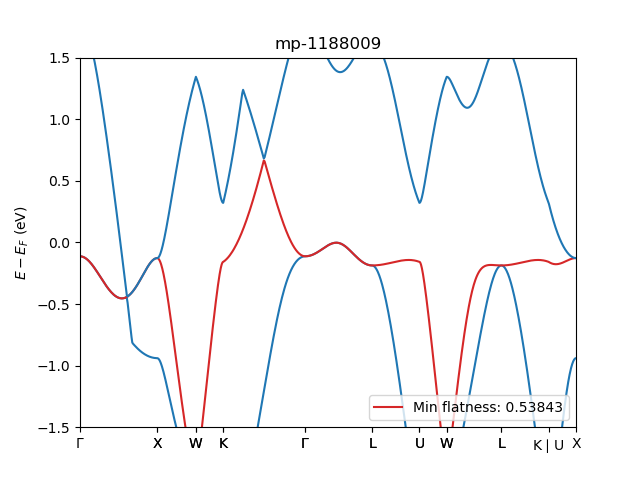 mp-1188009
E − E_F (eV)
1.5
1.0
0.5
0.0
−0.5
−1.0
−1.5
Min flatness: 0.53843
Γ X W K Γ L U W L K | U X